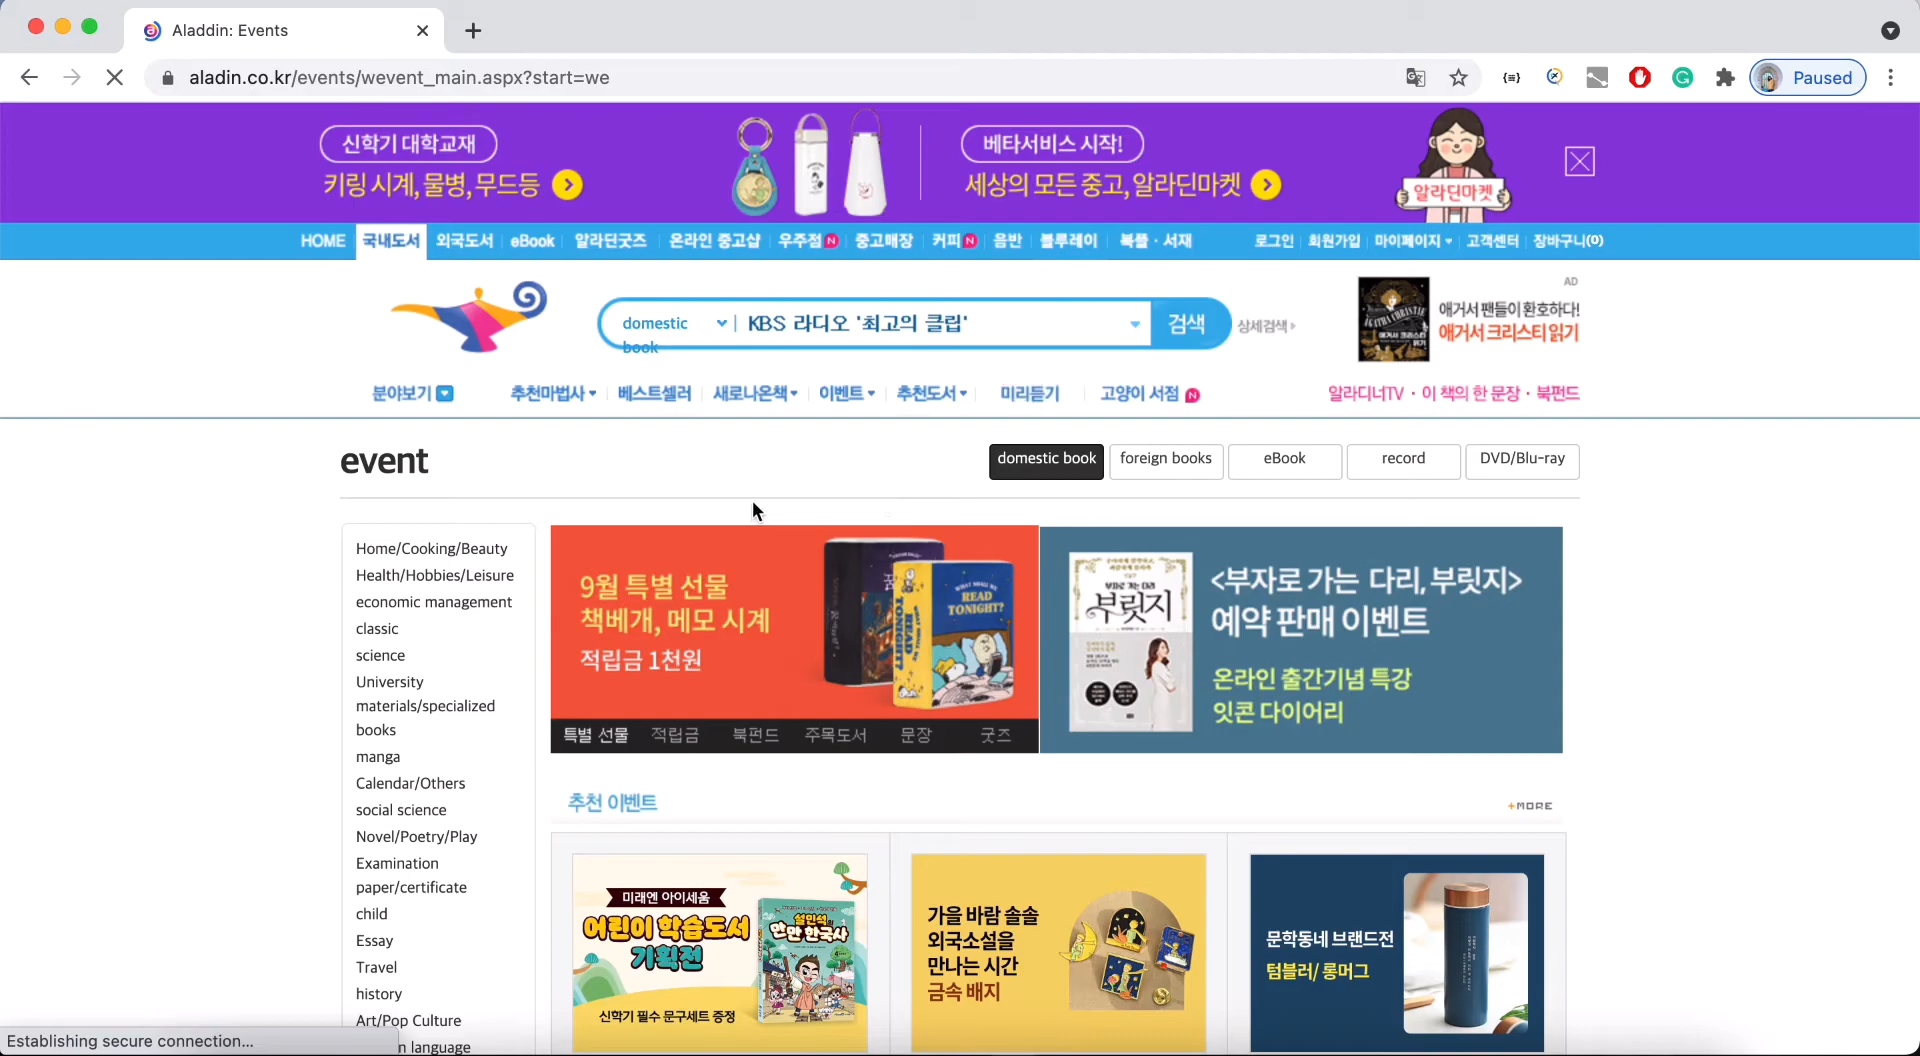 Aladdin: Events
aladin.co.kr/events/wevent_main.aspx?start=we
Paused
신학기 대학교재
키링 시계, 물병, 무드등
베타서비스 시작!
세상의 모든 중고, 알라딘마켓
알라딘마켓
HOME 국내도서 외국도서 eBook 알라딘굿즈 온라인 중고샵 우주점 N 중고매장 커피 N 음반 블루레이 북플 · 서재 로그인 회원가입 마이페이지 고객센터 장바구니(0)
AD
domestic book
KBS 라디오 '최고의 클립'
검색
상세검색
AGATHA CHRISTIE
애거서 팬들이 환호하다!
애거서 크리스티 읽기
분야보기 추천마법사 베스트셀러 새로나온책 이벤트 추천도서 미리듣기 고양이 서점 N 알라디너TV · 이 책의 한 문장 · 북펀드
event
domestic book
foreign books
eBook
record
DVD/Blu-ray
Home/Cooking/Beauty
Health/Hobbies/Leisure
economic management
classic
science
University
materials/specialized
books
manga
Calendar/Others
social science
Novel/Poetry/Play
Examination
paper/certificate
child
Essay
Travel
history
Art/Pop Culture
n language
9월 특별 선물
책베개, 메모 시계
적립금 1천원
READ
TONIGHT?
특별 선물 적립금 북펀드 주목도서 문장 굿즈
부자로 가는 다리
부릿지
<부자로 가는 다리, 부릿지>
예약 판매 이벤트
온라인 출간기념 특강
잇콘 다이어리
추천 이벤트
+MORE
미래엔 아이세움
어린이 학습도서
기획전
설민석의
만만 한국사
신학기 필수 문구세트 증정
가을 바람 솔솔
외국소설을
만나는 시간
금속 배지
문학동네 브랜드전
텀블러/ 롱머그
Establishing secure connection...